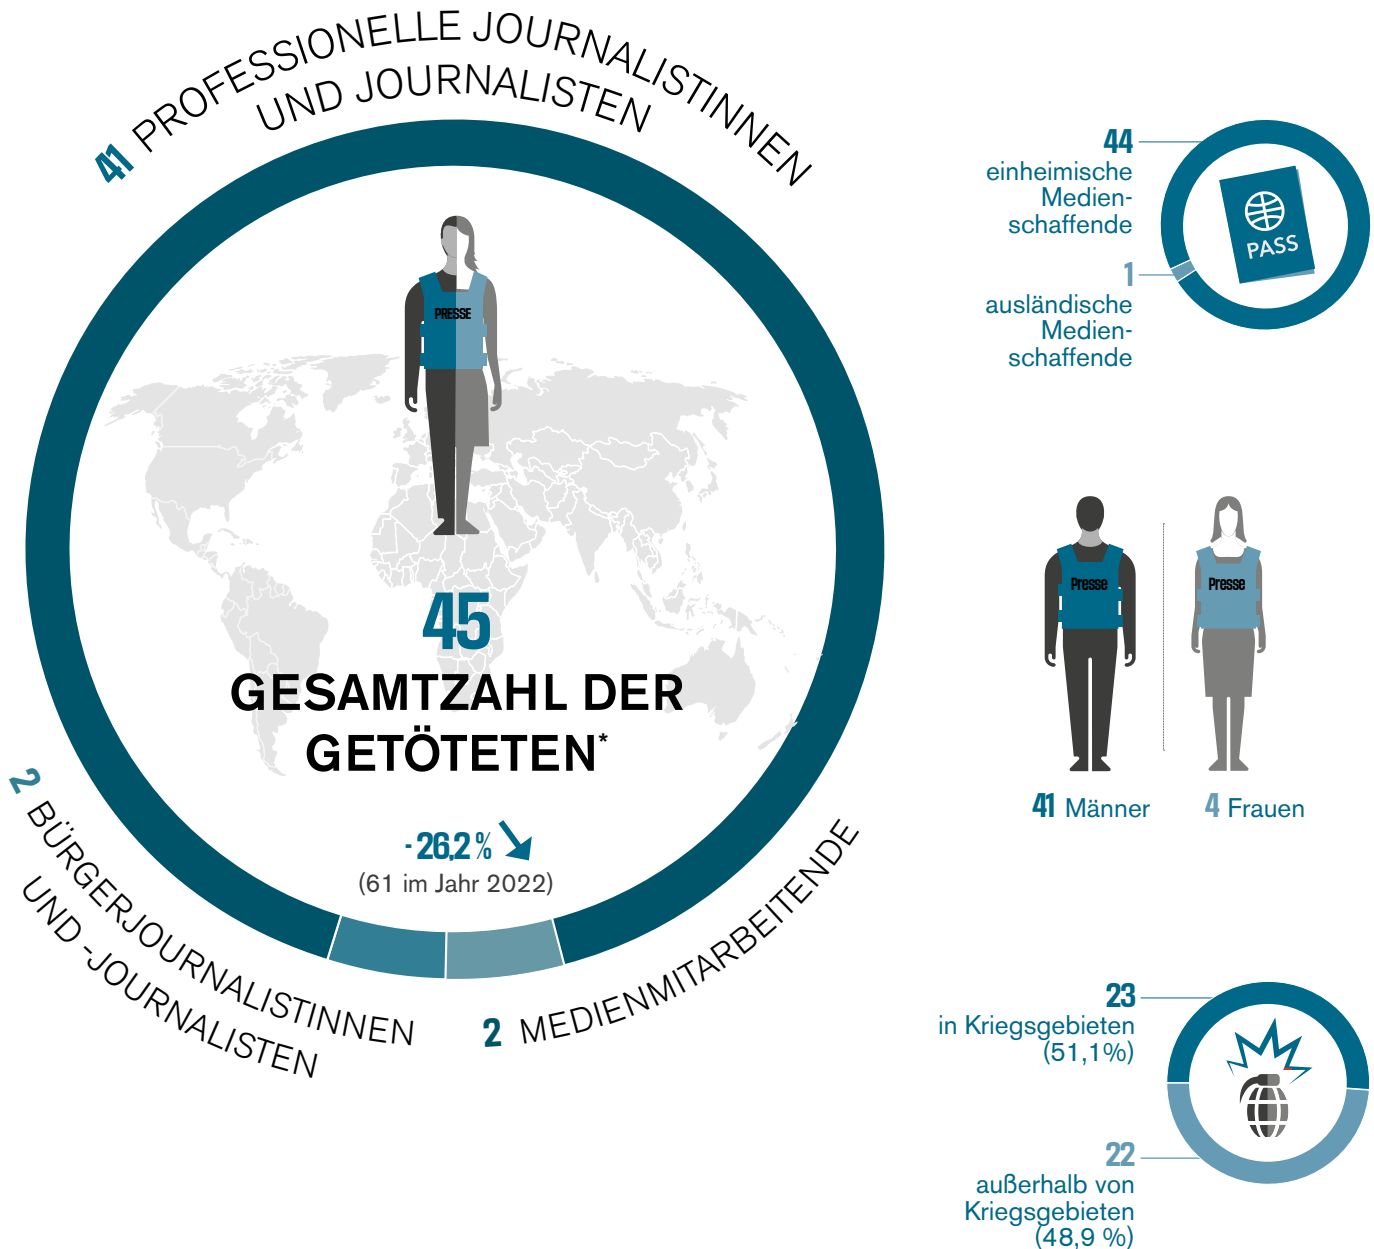 41 PROFESSIONELLE JOURNALISTINNEN
UND JOURNALISTEN
PRESSE
45
GESAMTZAHL DER
GETÖTETEN*
- 26,2 %
(61 im Jahr 2022)
2 BÜRGERJOURNALISTINNEN
UND -JOURNALISTEN
2 MEDIENMITARBEITENDE
44
einheimische
Medien-
schaffende
1
ausländische
Medien-
schaffende
PASS
Presse
Presse
41 Männer
4 Frauen
23
in Kriegsgebieten
(51,1%)
22
außerhalb von
Kriegsgebieten
(48,9 %)